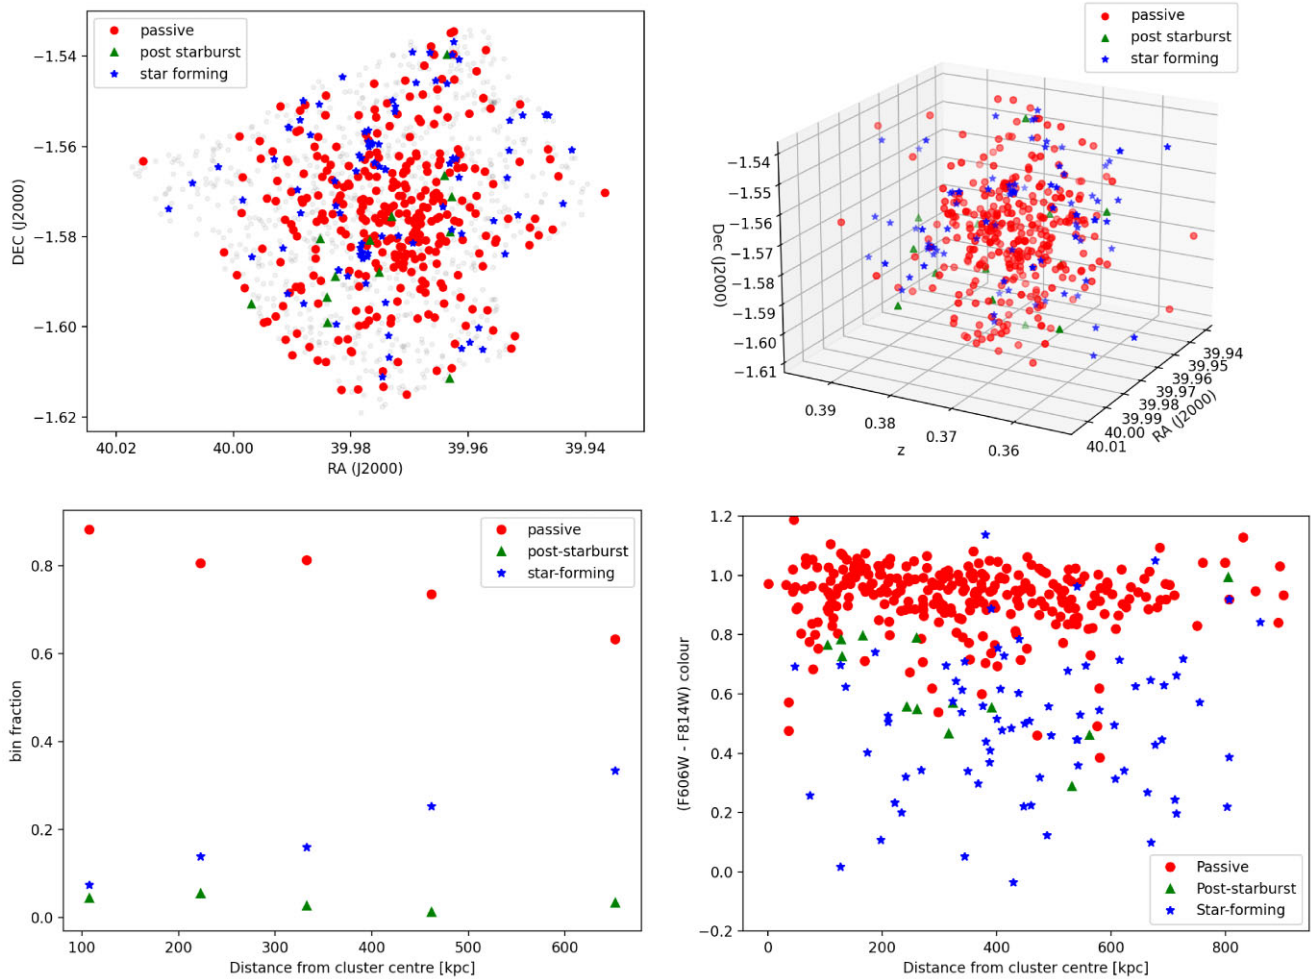 passive
post starburst
star forming
−1.54
−1.56
−1.58
−1.60
−1.62
DEC (J2000)
40.02
40.00
39.98
39.96
39.94
RA (J2000)
passive
post starburst
star forming
−1.54
−1.55
−1.56
−1.57
−1.58
−1.59
−1.60
−1.61
Dec (J2000)
0.39
0.38
0.37
0.36
z
39.94
39.95
39.96
39.97
39.98
39.99
40.00
40.01
RA (J2000)
passive
post-starburst
star-forming
0.8
0.6
0.4
0.2
0.0
bin fraction
100
200
300
400
500
600
Distance from cluster centre [kpc]
1.2
1.0
0.8
0.6
0.4
0.2
0.0
−0.2
(F606W - F814W) colour
Passive
Post-starburst
Star-forming
0
200
400
600
800
Distance from cluster centre [kpc]